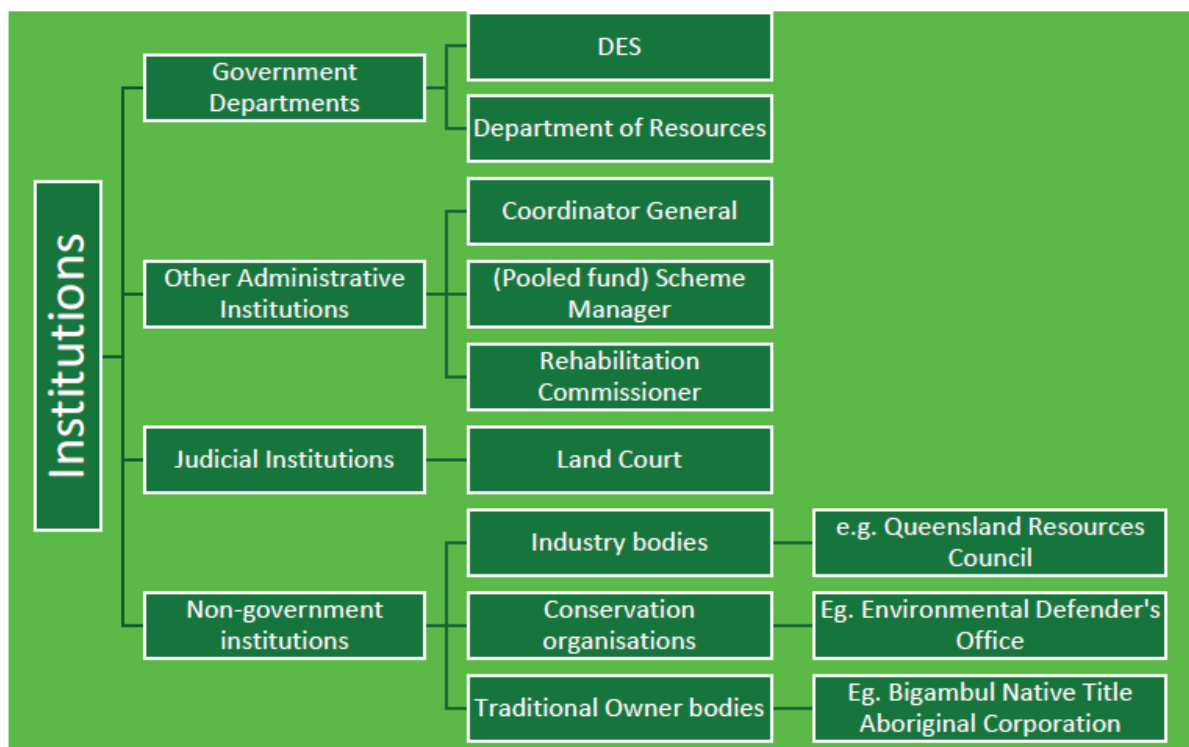 Institutions
Government
Departments
DES
Department of Resources
Other Administrative
Institutions
Coordinator General
(Pooled fund) Scheme
Manager
Rehabilitation
Commissioner
Judicial Institutions
Land Court
Non-government
institutions
Industry bodies
e.g. Queensland Resources
Council
Conservation
organisations
Eg. Environmental Defender's
Office
Traditional Owner bodies
Eg. Bigambul Native Title
Aboriginal Corporation